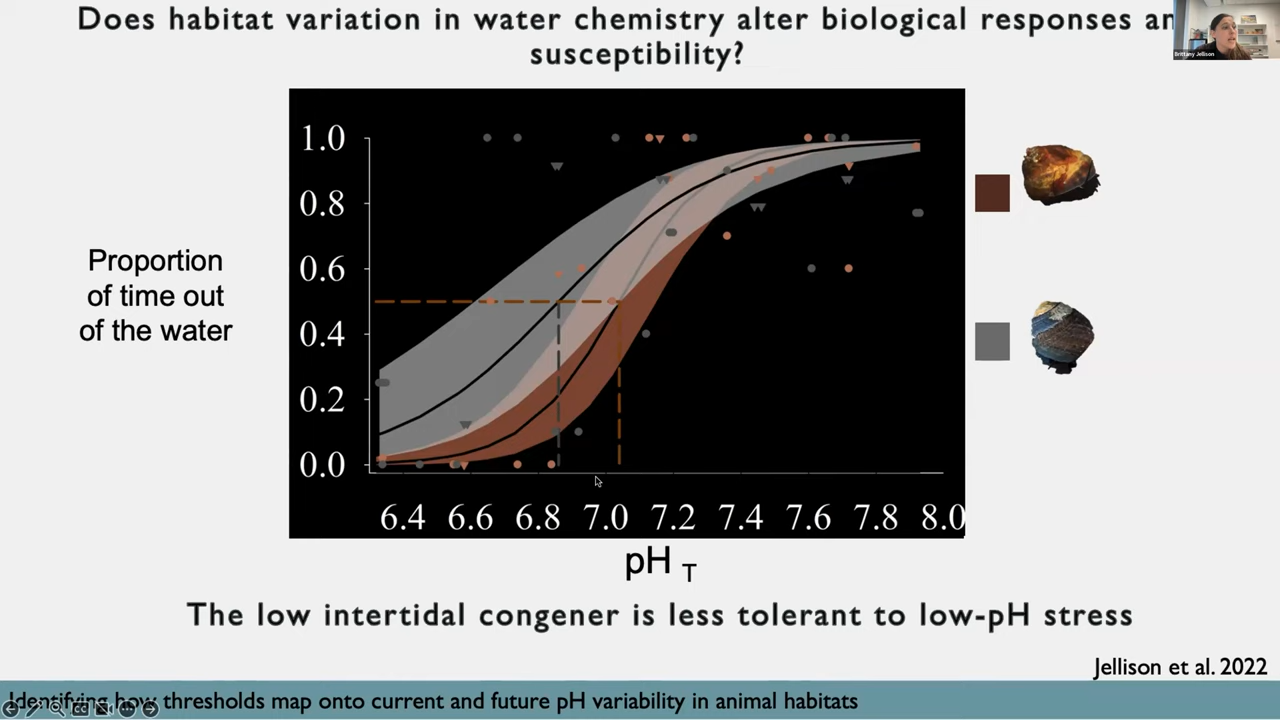 Does habitat variation in water chemistry alter biological responses an
susceptibility?
Brittany Jellison
1.0
0.8
0.6
0.4
0.2
0.0
Proportion
of time out
of the water
6.4 6.6 6.8 7.0 7.2 7.4 7.6 7.8 8.0
pH T
The low intertidal congener is less tolerant to low-pH stress
Jellison et al. 2022
Identifying how thresholds map onto current and future pH variability in animal habitats